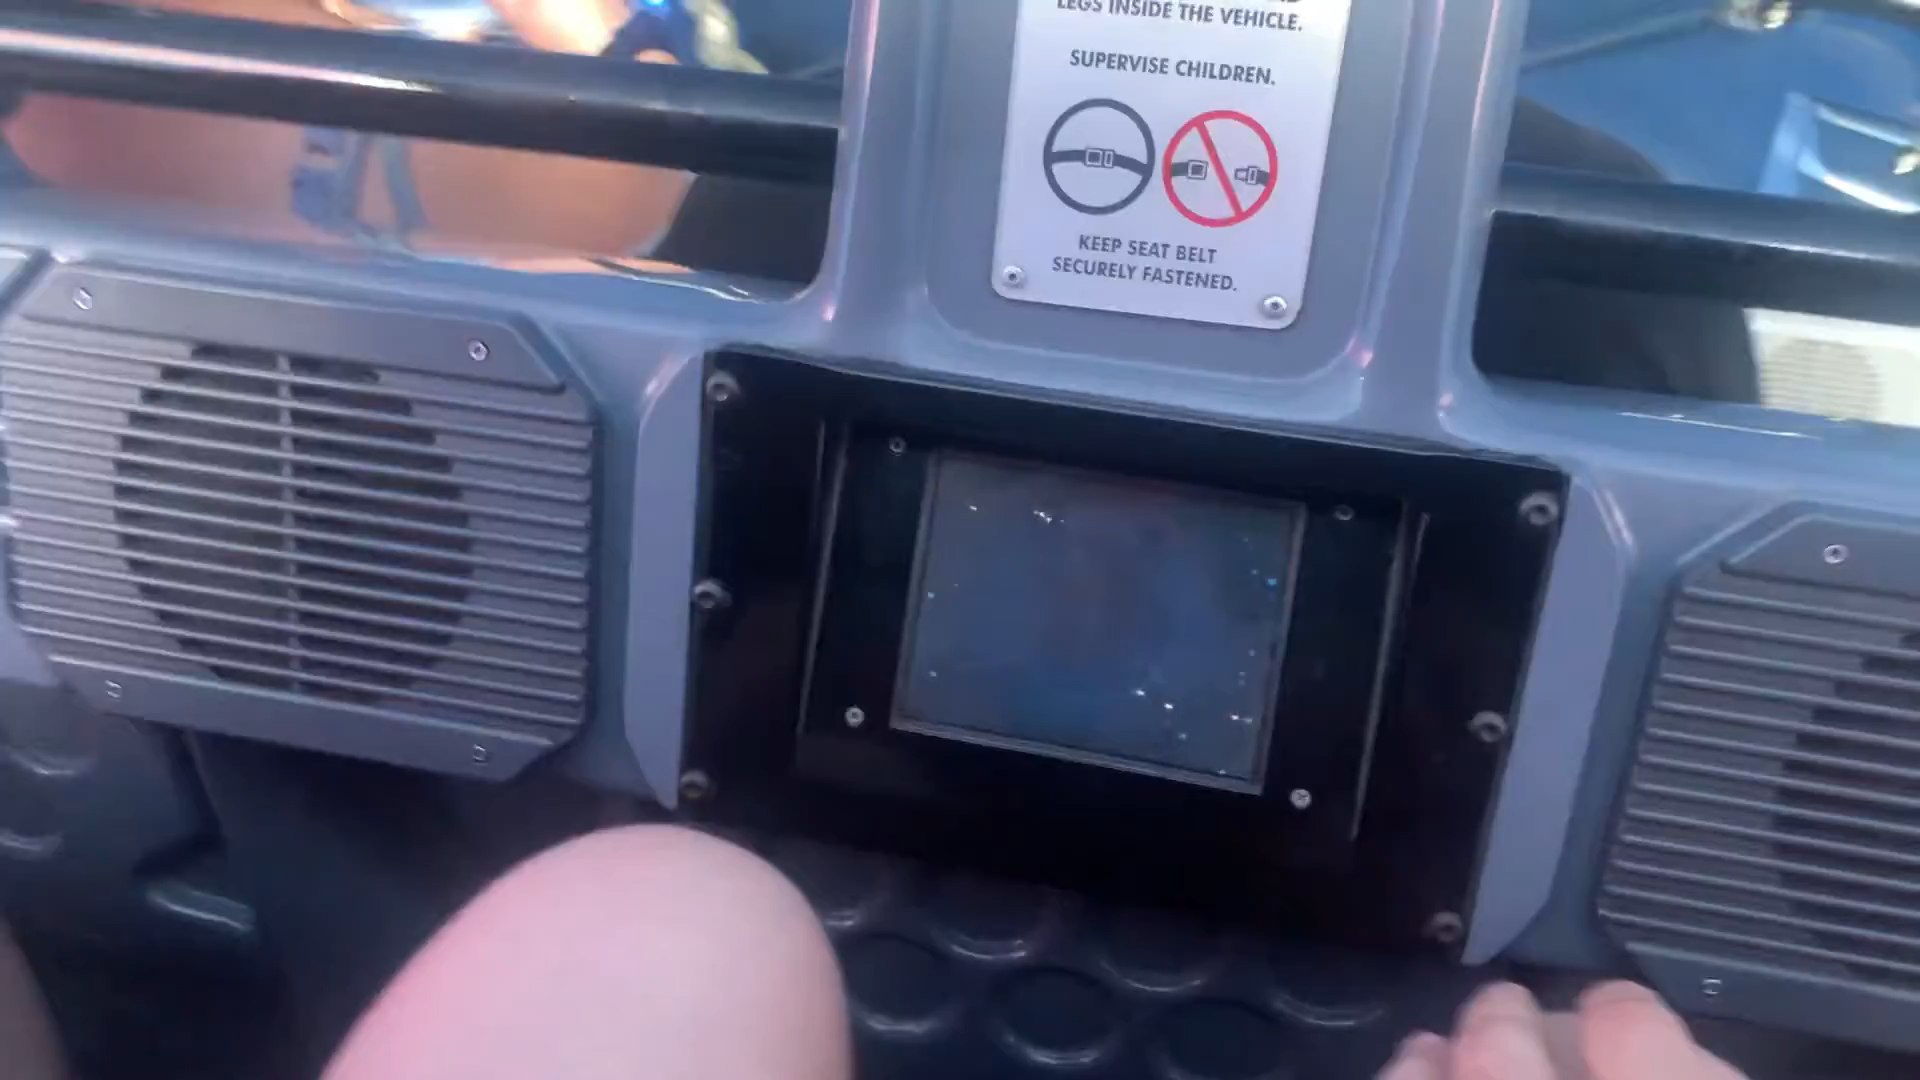 LEGS INSIDE THE VEHICLE.
SUPERVISE CHILDREN.
KEEP SEAT BELT
SECURELY FASTENED.